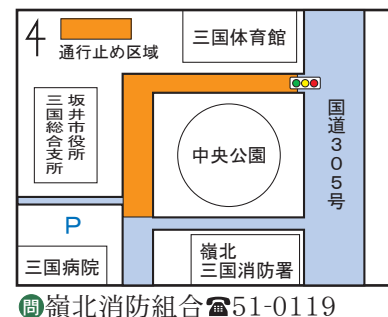 三国体育館
通行止め区域
坂井市役所
三国総合支所
中央公園
国道305号
P
三国病院
嶺北
三国消防署
問嶺北消防組合☎51-0119